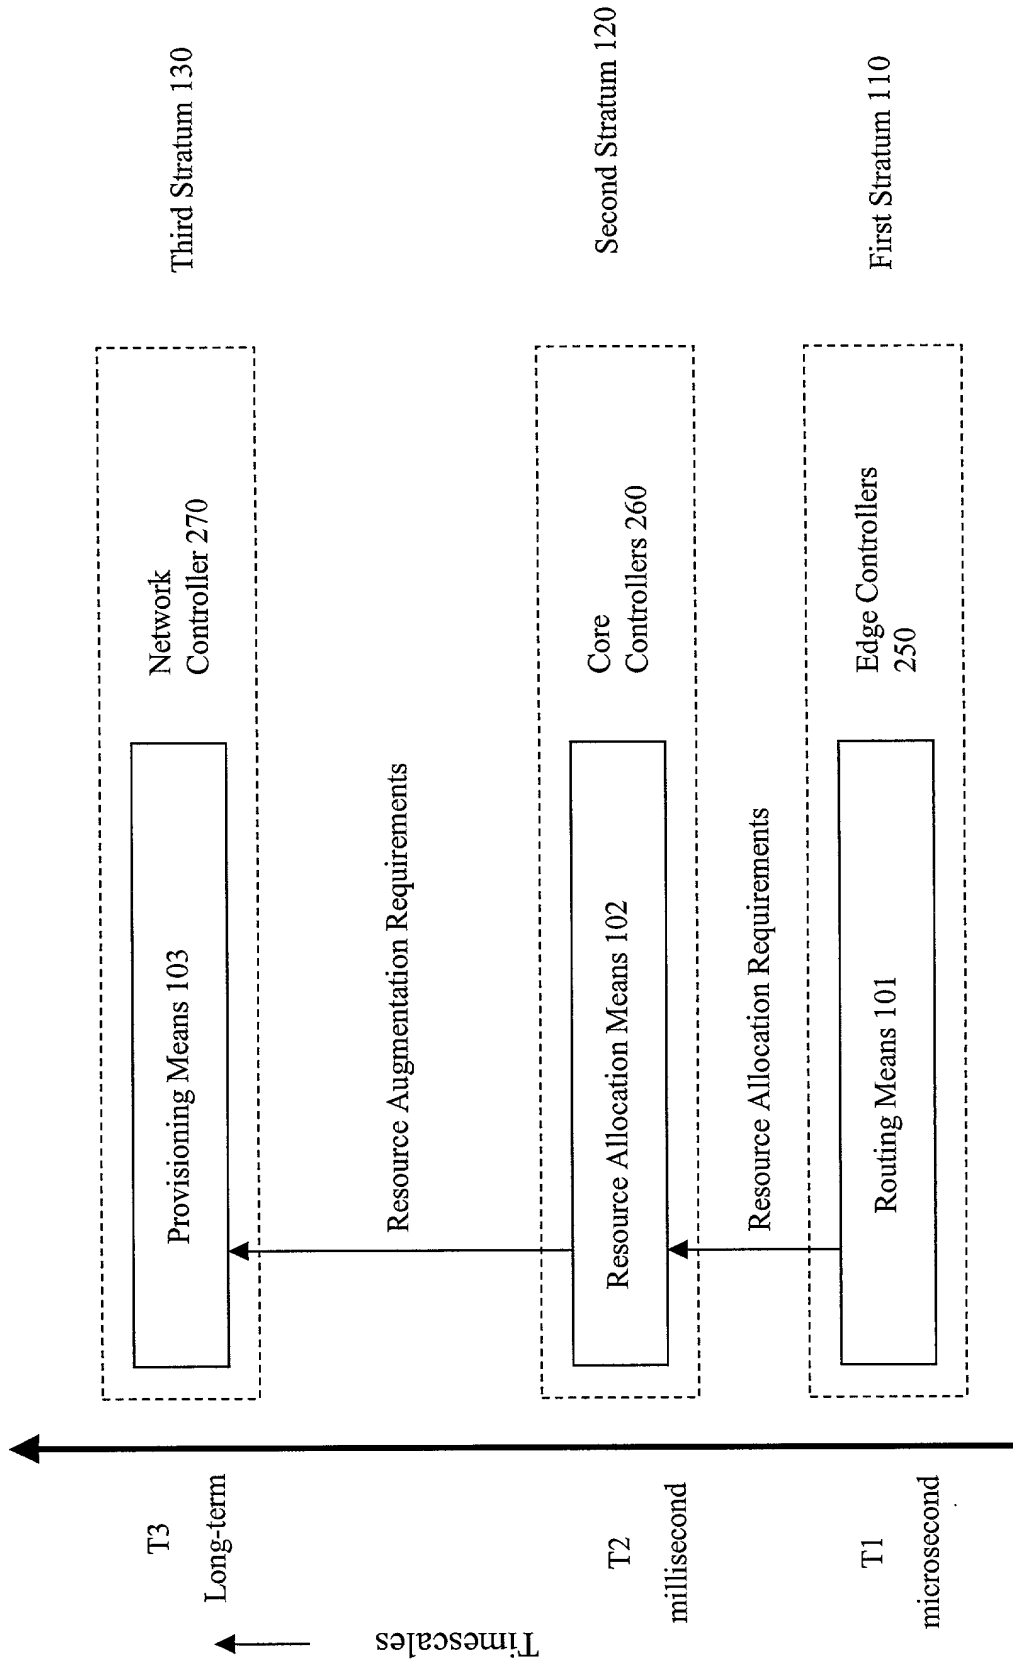 Third Stratum 130
Network
Controller 270
Provisioning Means 103
T3
Long-term
Resource Augmentation Requirements
Second Stratum 120
Core
Controllers 260
Resource Allocation Means 102
T2
millisecond
Resource Allocation Requirements
First Stratum 110
Edge Controllers
250
Routing Means 101
T1
microsecond
Timescales